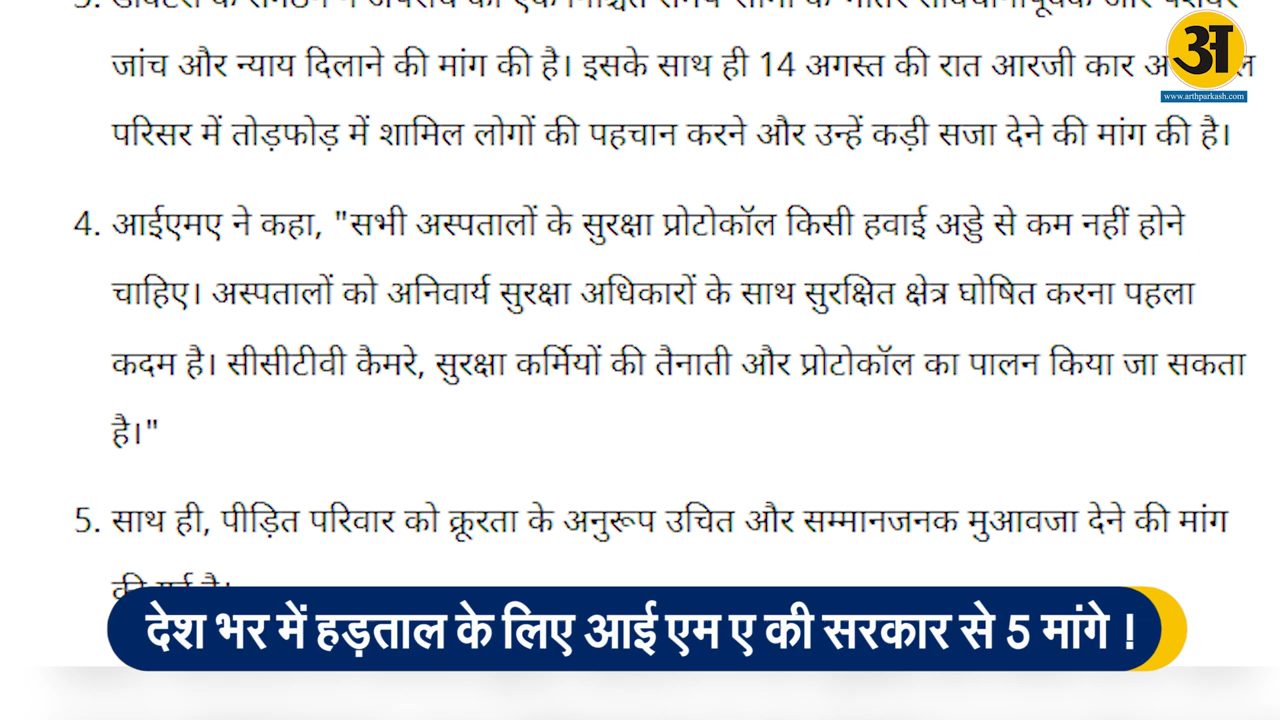 जांच और न्याय दिलाने की मांग की है। इसके साथ ही 14 अगस्त की रात आरजी कार
परिसर में तोड़फोड़ में शामिल लोगों की पहचान करने और उन्हें कड़ी सजा देने की मांग की है।
4. आईएमए ने कहा, "सभी अस्पतालों के सुरक्षा प्रोटोकॉल किसी हवाई अड्डे से कम नहीं होने
चाहिए। अस्पतालों को अनिवार्य सुरक्षा अधिकारों के साथ सुरक्षित क्षेत्र घोषित करना पहला
कदम है। सीसीटीवी कैमरे, सुरक्षा कर्मियों की तैनाती और प्रोटोकॉल का पालन किया जा सकता
है।"
5. साथ ही, पीड़ित परिवार को क्रूरता के अनुरूप उचित और सम्मानजनक मुआवजा देने की मांग
देश भर में हड़ताल के लिए आई एम ए की सरकार से 5 मांगे !
अ
www.arthparkash.com